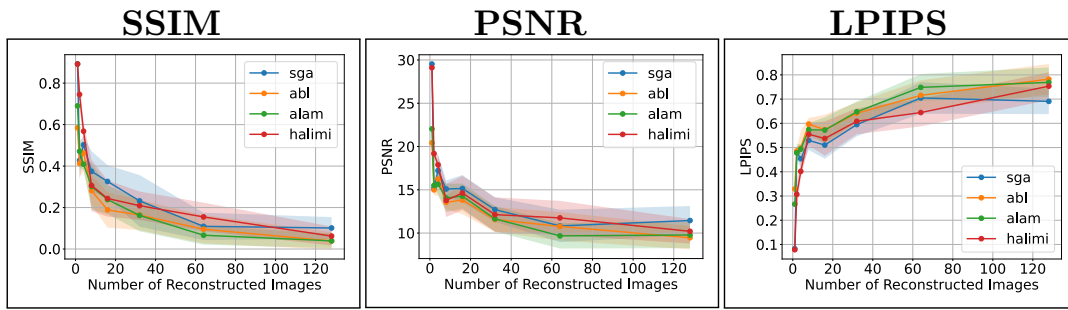 SSIM
PSNR
LPIPS
SSIM
0.8
0.6
0.4
0.2
0.0
0 20 40 60 80 100 120
Number of Reconstructed Images
sga
abl
alam
halimi
PSNR
30
25
20
15
10
0 20 40 60 80 100 120
Number of Reconstructed Images
sga
abl
alam
halimi
LPIPS
0.8
0.7
0.6
0.5
0.4
0.3
0.2
0.1
0 20 40 60 80 100 120
Number of Reconstructed Images
sga
abl
alam
halimi